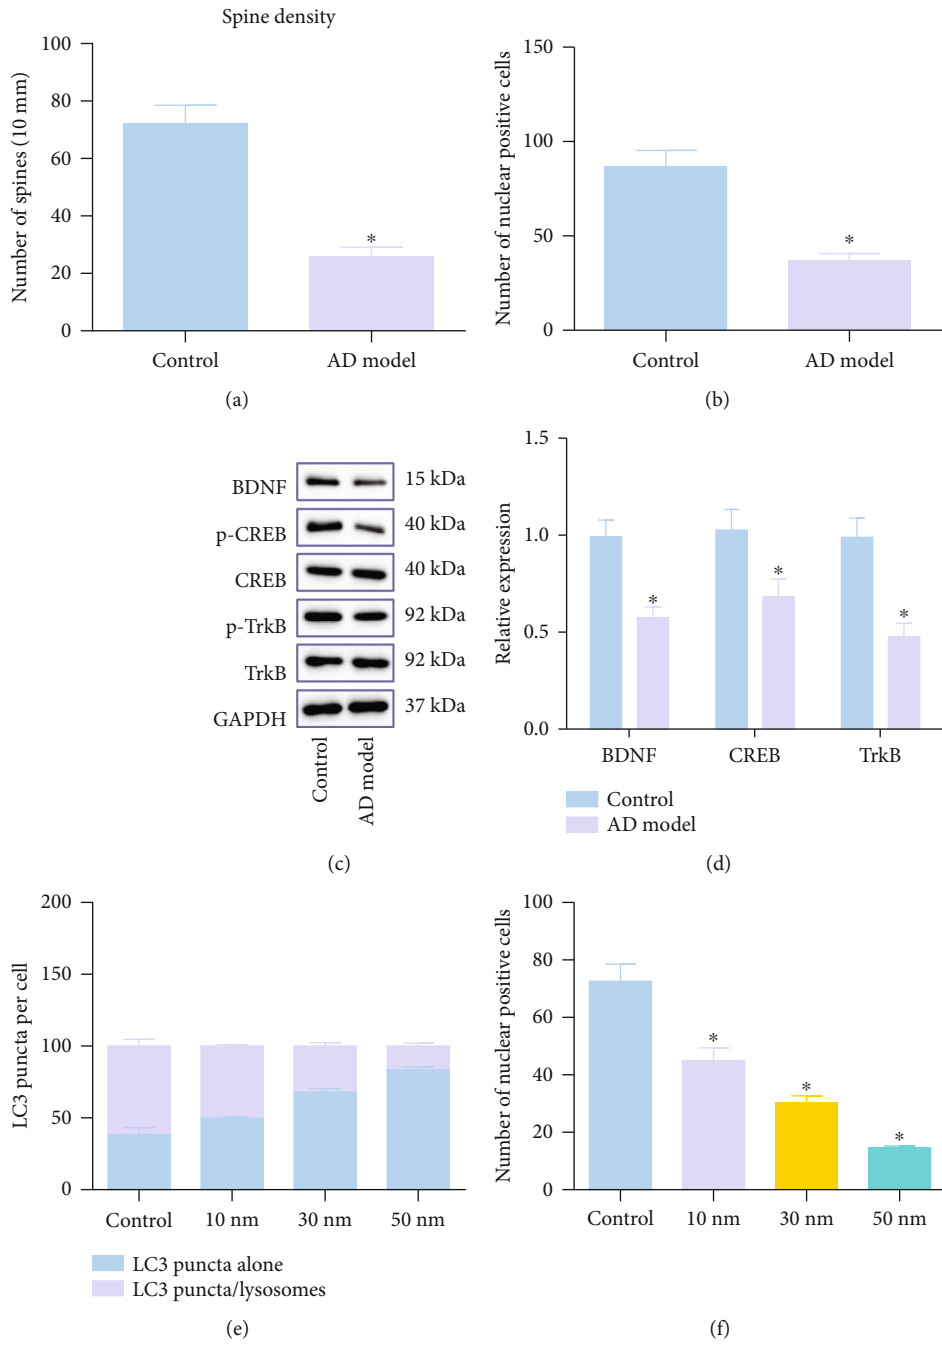 Spine density
Number of spines (10 mm)
100
80
60
40
20
0
*
Control
AD model
(a)
Number of nuclear positive cells
150
100
50
0
*
Control
AD model
(b)
BDNF
15 kDa
p-CREB
40 kDa
CREB
40 kDa
p-TrkB
92 kDa
TrkB
92 kDa
GAPDH
37 kDa
Control
AD model
(c)
Relative expression
1.5
1.0
0.5
0.0
*
*
*
BDNF
CREB
TrkB
Control
AD model
(d)
LC3 puncta per cell
200
150
100
50
0
Control
10 nm
30 nm
50 nm
LC3 puncta alone
LC3 puncta/lysosomes
(e)
Number of nuclear positive cells
100
80
60
40
20
0
*
*
*
Control
10 nm
30 nm
50 nm
(f)